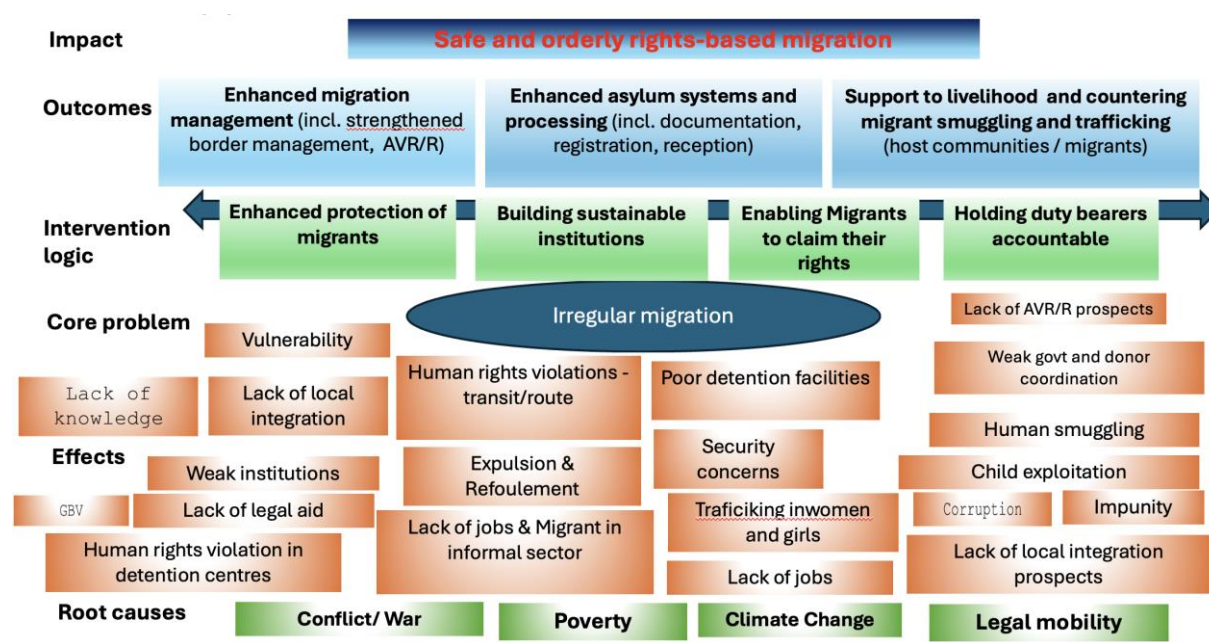 Impact
Safe and orderly rights-based migration
Outcomes
Enhanced migration
management (incl. strengthened
border management, AVR/R)
Enhanced asylum systems and
processing (incl. documentation,
registration, reception)
Support to livelihood and countering
migrant smuggling and trafficking
(host communities / migrants)
Intervention
logic
Enhanced protection of
migrants
Building sustainable
institutions
Enabling Migrants
to claim their
rights
Holding duty bearers
accountable
Core problem
Irregular migration
Lack of AVR/R prospects
Vulnerability
Weak govt and donor
coordination
Human rights violations -
transit/route
Poor detention facilities
Lack of
knowledge
Lack of local
integration
Human smuggling
Effects
Security
concerns
Weak institutions
Expulsion &
Refoulement
Child exploitation
GBV
Lack of legal aid
Traficiking inwomen
and girls
Corruption
Impunity
Lack of jobs & Migrant in
informal sector
Human rights violation in
detention centres
Lack of jobs
Lack of local integration
prospects
Root causes
Conflict/ War
Poverty
Climate Change
Legal mobility